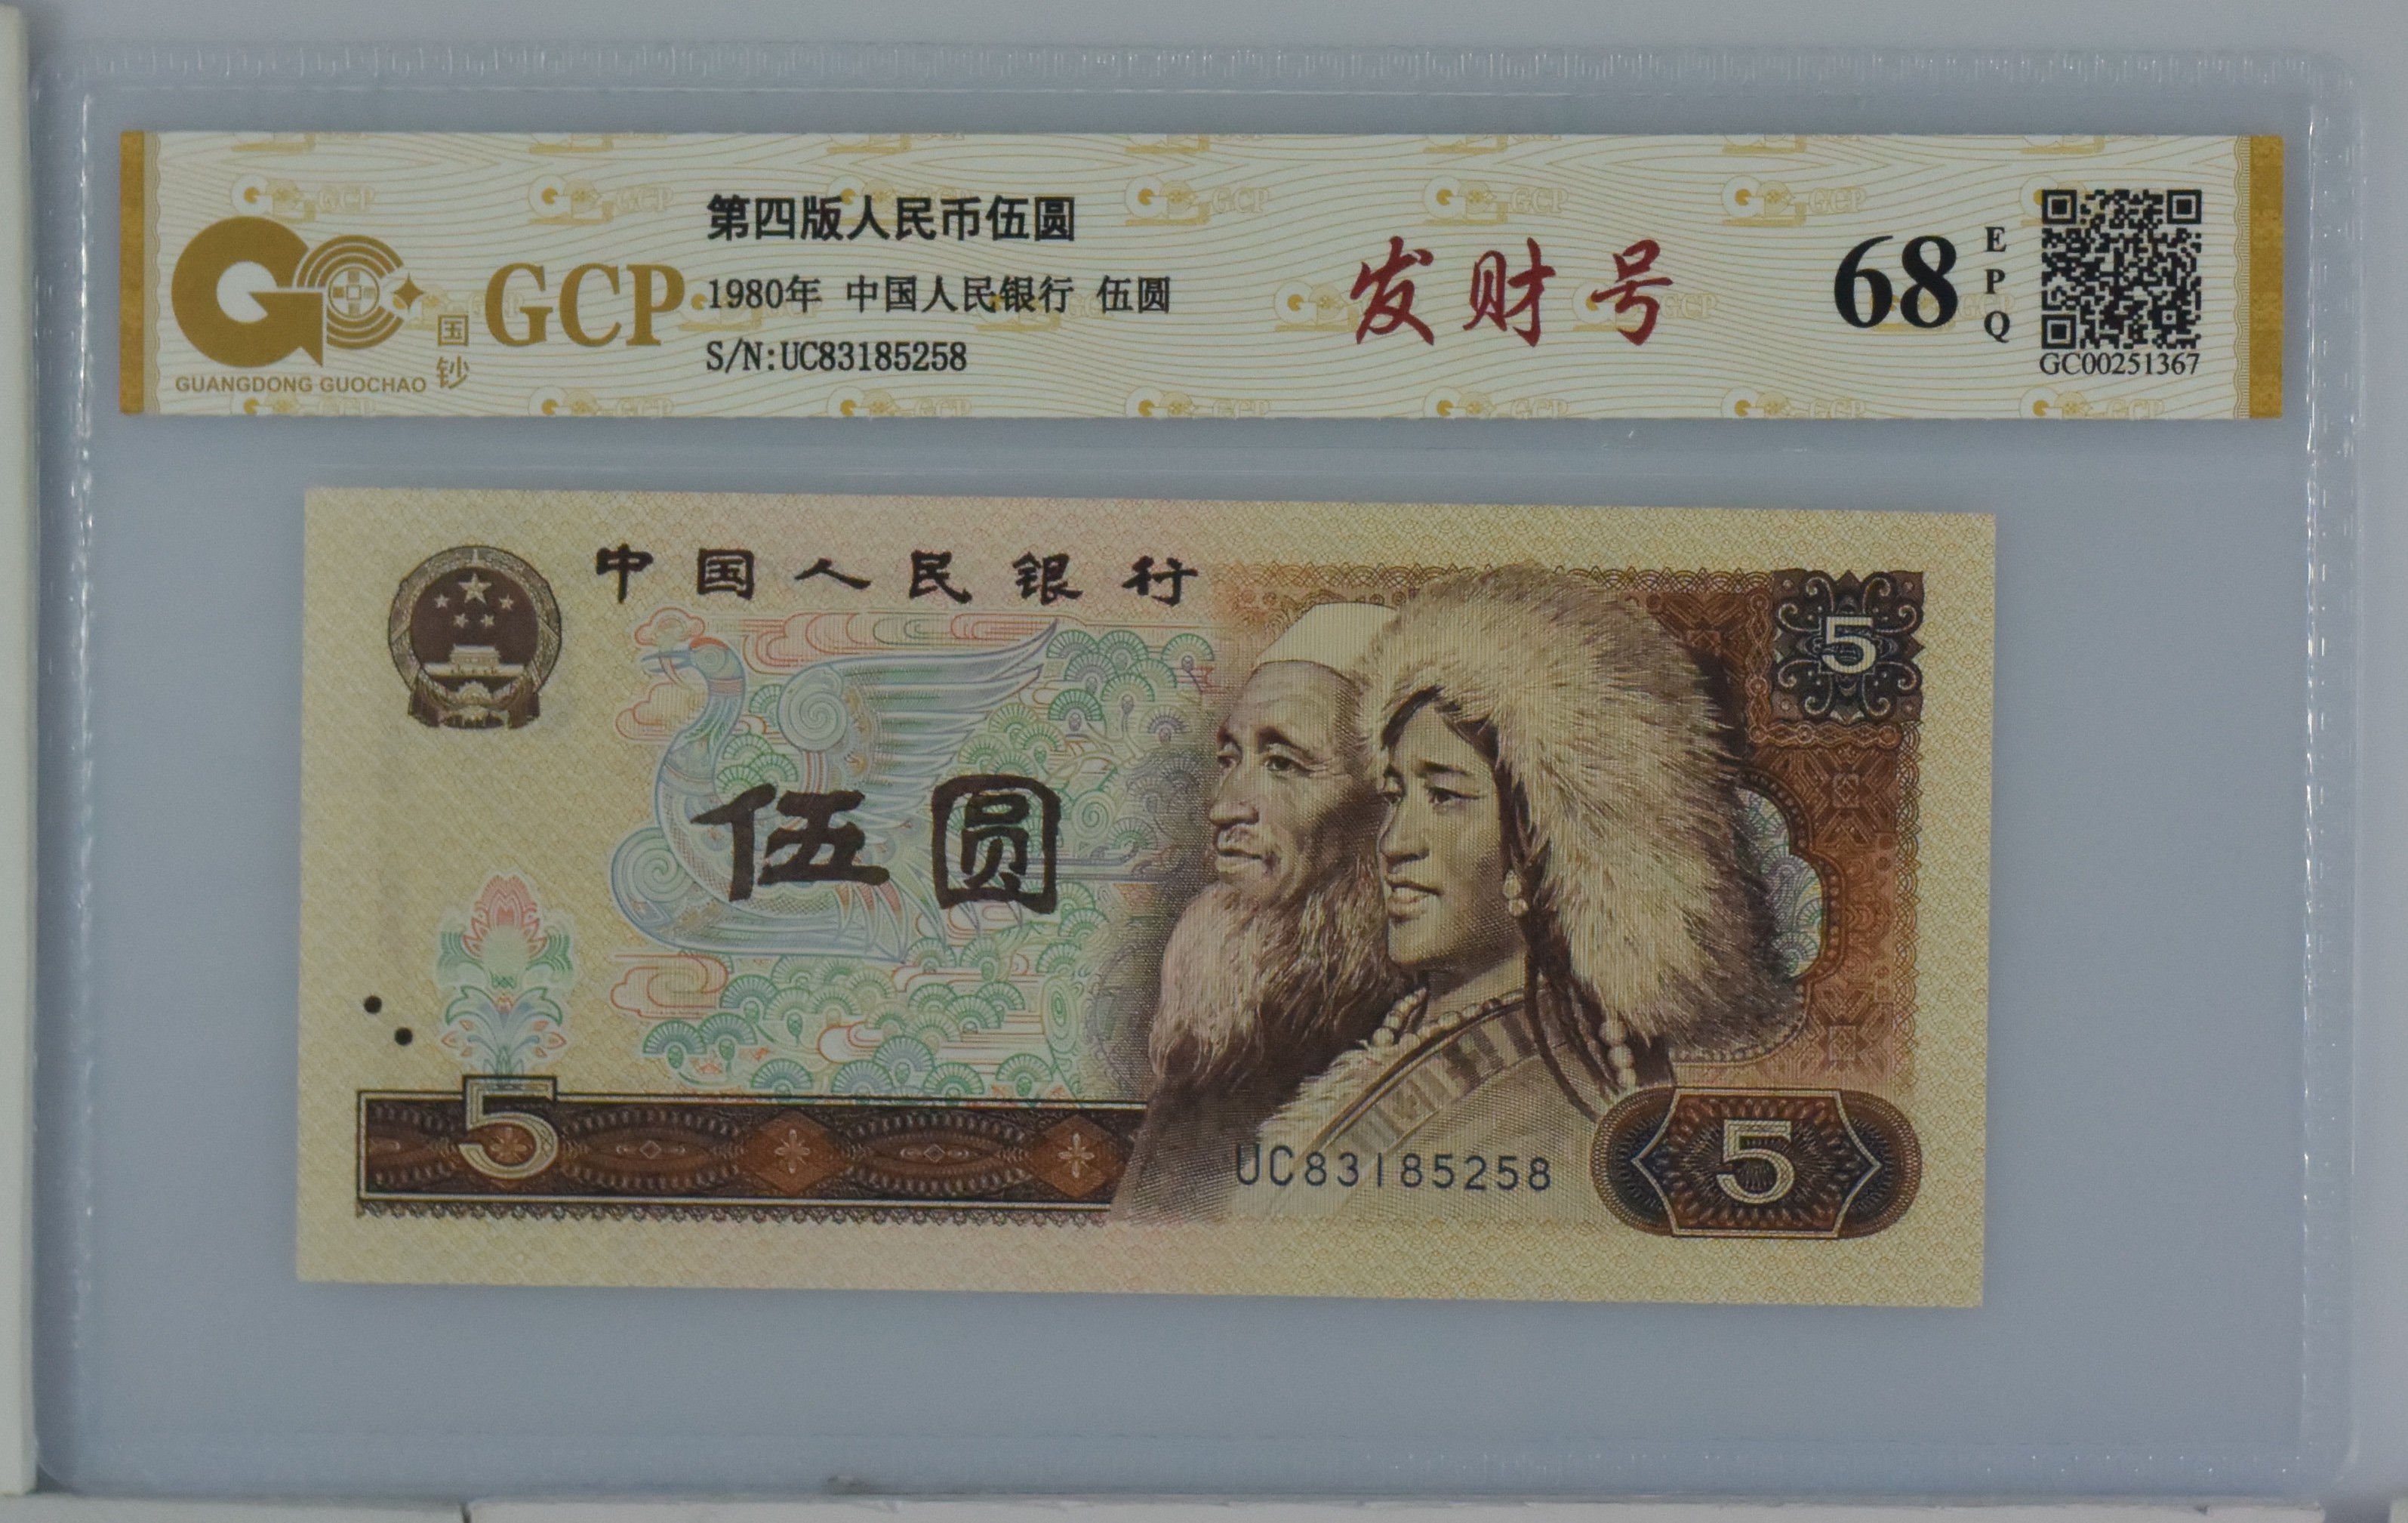 第四版人民币伍圆
GCP
1980年 中国人民银行 伍圆
S/N:UC83185258
国钞
GUANGDONG GUOCHAO
发财号
68
EPQ
GC00251367
中国人民银行
5
伍圆
5
UC83185258
5